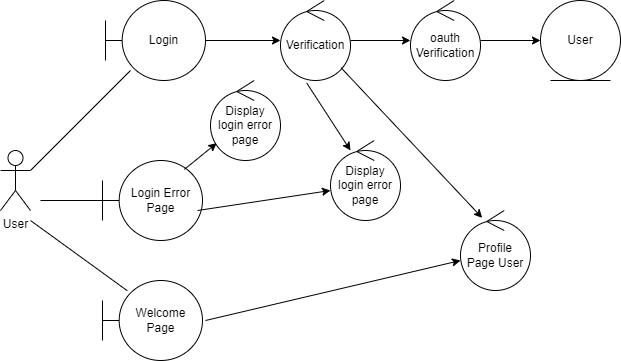 Login
Verification
oauth
Verification
User
Display
login error
page
Login Error
Page
Display
login error
page
User
Profile
Page User
Welcome
Page